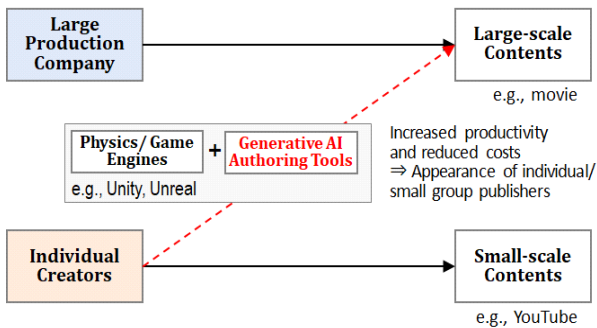 Large
Production
Company
Large-scale
Contents
e.g., movie
Physics/ Game
Engines
+
Generative AI
Authoring Tools
e.g., Unity, Unreal
Increased productivity
and reduced costs
⇒ Appearance of individual/
small group publishers
Individual
Creators
Small-scale
Contents
e.g., YouTube